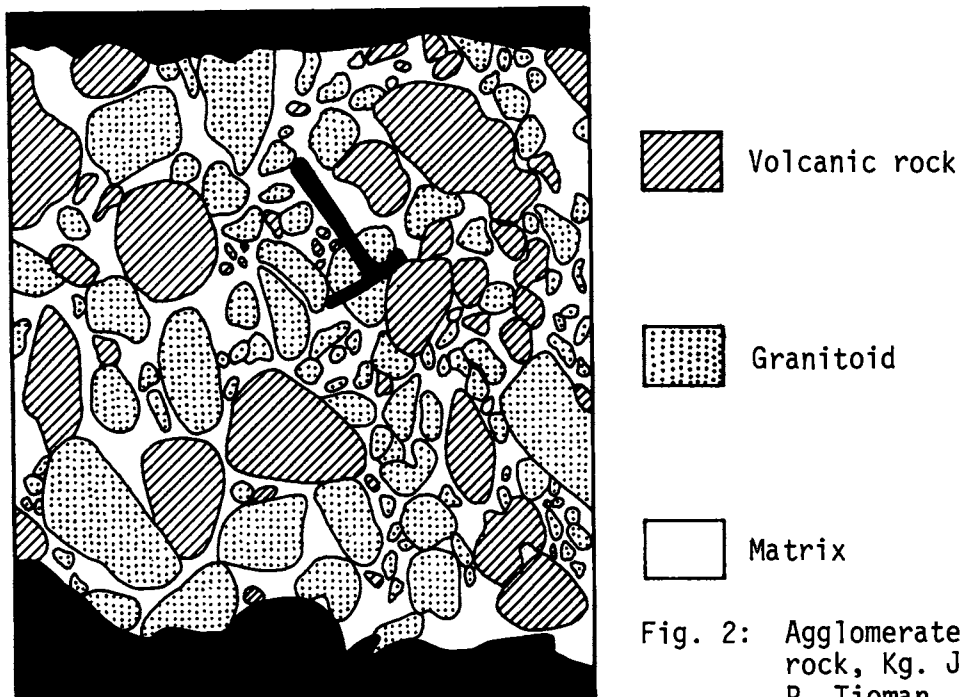 Volcanic rock
Granitoid
Matrix
Fig. 2: Agglomerate
rock, Kg. J
P. Tioman